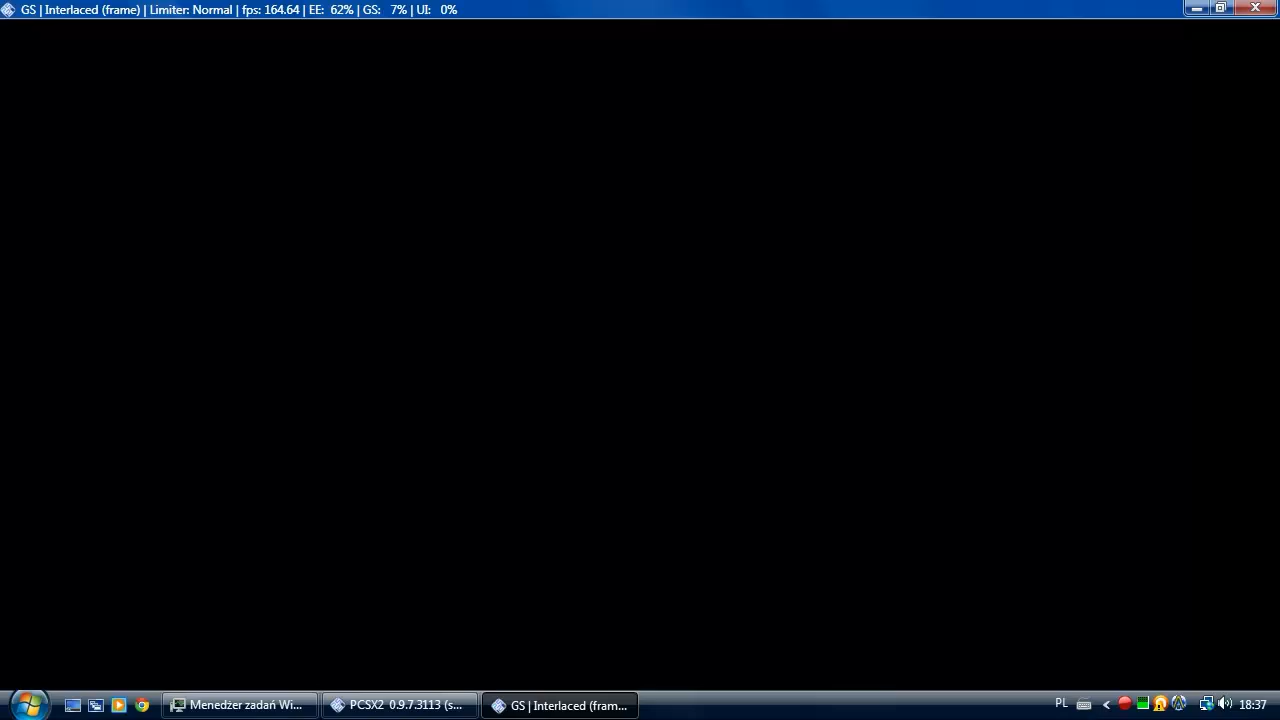 GS | Interlaced (frame) | Limiter: Normal | fps: 164.64 | EE: 62% | GS: 7% | UI: 0%
Menedżer zadań Wi... PCSX2 0.9.7.3113 (s... GS | Interlaced (fram... PL 18:37